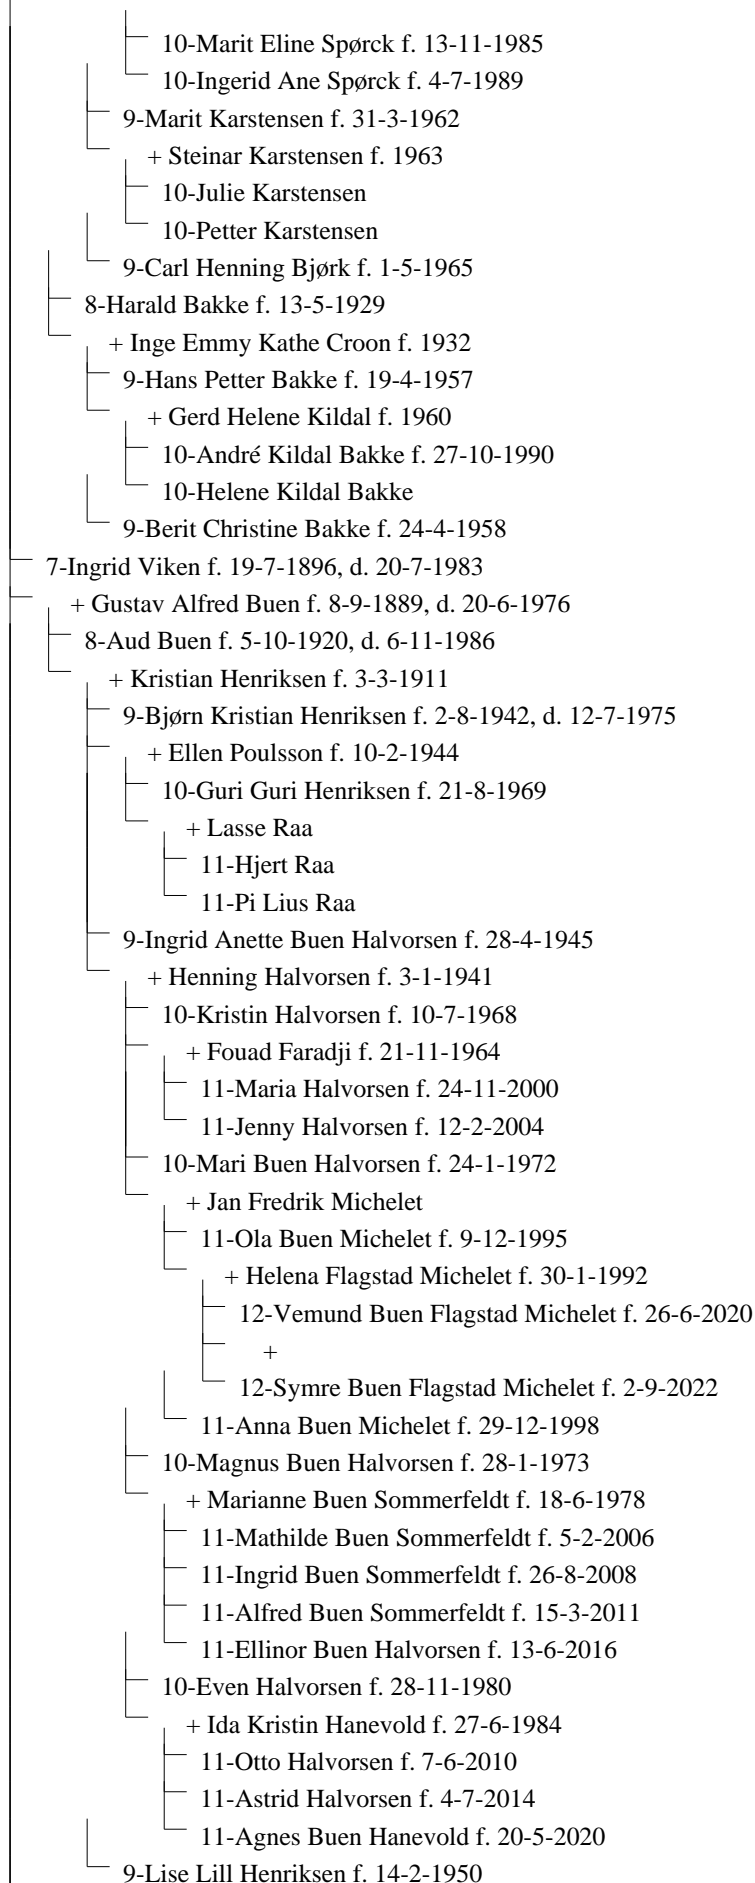 10-Marit Eline Spørck f. 13-11-1985
10-Ingerid Ane Spørck f. 4-7-1989
9-Marit Karstensen f. 31-3-1962
+ Steinar Karstensen f. 1963
10-Julie Karstensen
10-Petter Karstensen
9-Carl Henning Bjørk f. 1-5-1965
8-Harald Bakke f. 13-5-1929
+ Inge Emmy Kathe Croon f. 1932
9-Hans Petter Bakke f. 19-4-1957
+ Gerd Helene Kildal f. 1960
10-André Kildal Bakke f. 27-10-1990
10-Helene Kildal Bakke
9-Berit Christine Bakke f. 24-4-1958
7-Ingrid Viken f. 19-7-1896, d. 20-7-1983
+ Gustav Alfred Buen f. 8-9-1889, d. 20-6-1976
8-Aud Buen f. 5-10-1920, d. 6-11-1986
+ Kristian Henriksen f. 3-3-1911
9-Bjørn Kristian Henriksen f. 2-8-1942, d. 12-7-1975
+ Ellen Poulsson f. 10-2-1944
10-Guri Guri Henriksen f. 21-8-1969
+ Lasse Raa
11-Hjert Raa
11-Pi Lius Raa
9-Ingrid Anette Buen Halvorsen f. 28-4-1945
+ Henning Halvorsen f. 3-1-1941
10-Kristin Halvorsen f. 10-7-1968
+ Fouad Faradji f. 21-11-1964
11-Maria Halvorsen f. 24-11-2000
11-Jenny Halvorsen f. 12-2-2004
10-Mari Buen Halvorsen f. 24-1-1972
+ Jan Fredrik Michelet
11-Ola Buen Michelet f. 9-12-1995
+ Helena Flagstad Michelet f. 30-1-1992
12-Vemund Buen Flagstad Michelet f. 26-6-2020
+
12-Symre Buen Flagstad Michelet f. 2-9-2022
11-Anna Buen Michelet f. 29-12-1998
10-Magnus Buen Halvorsen f. 28-1-1973
+ Marianne Buen Sommerfeldt f. 18-6-1978
11-Mathilde Buen Sommerfeldt f. 5-2-2006
11-Ingrid Buen Sommerfeldt f. 26-8-2008
11-Alfred Buen Sommerfeldt f. 15-3-2011
11-Ellinor Buen Halvorsen f. 13-6-2016
10-Even Halvorsen f. 28-11-1980
+ Ida Kristin Hanevold f. 27-6-1984
11-Otto Halvorsen f. 7-6-2010
11-Astrid Halvorsen f. 4-7-2014
11-Agnes Buen Hanevold f. 20-5-2020
9-Lise Lill Henriksen f. 14-2-1950